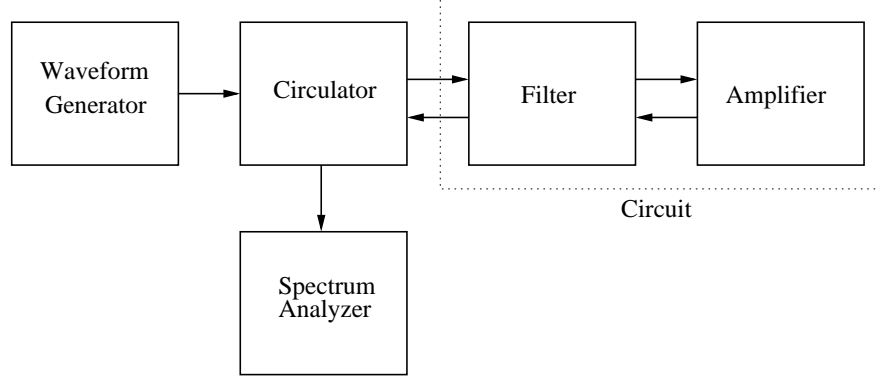 Waveform
Generator
Circulator
Filter
Amplifier
Circuit
Spectrum
Analyzer